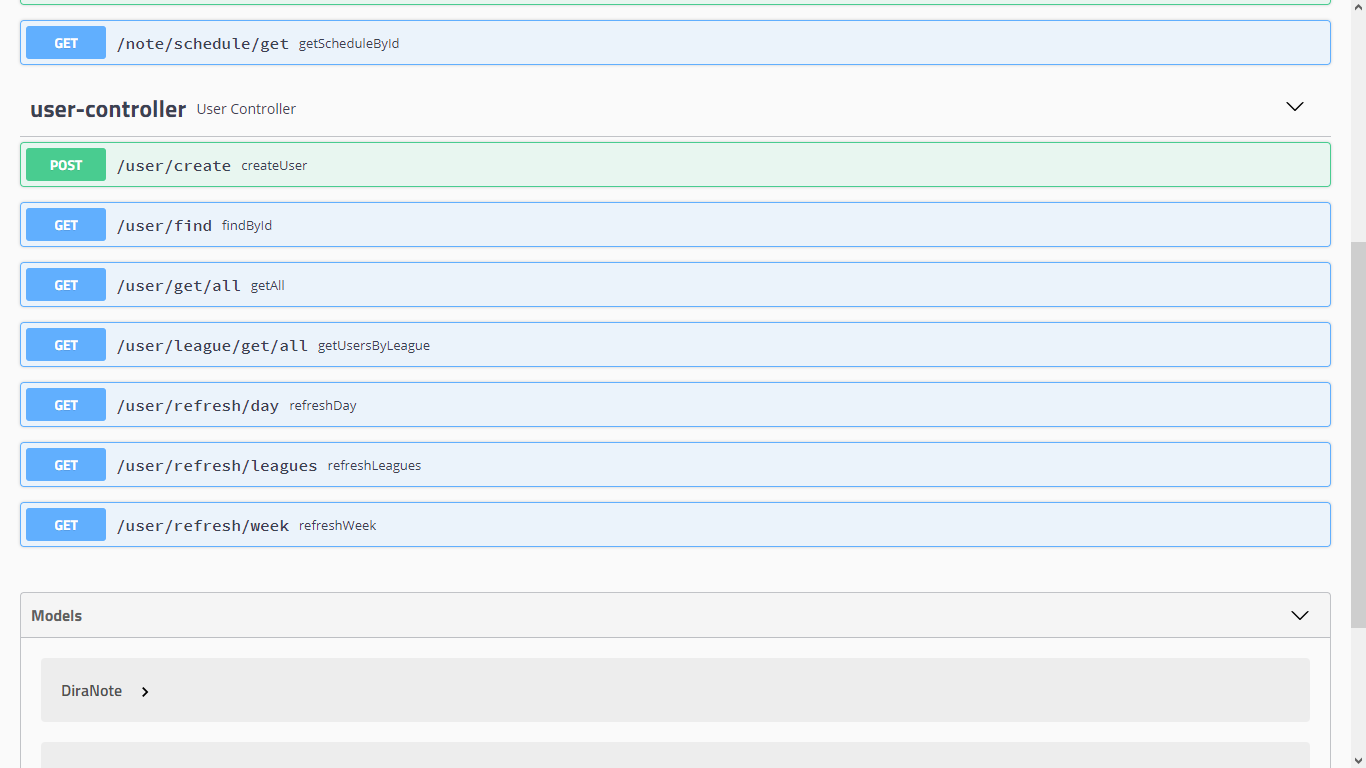 GET /note/schedule/get getScheduleById
user-controller User Controller
POST /user/create createUser
GET /user/find findById
GET /user/get/all getAll
GET /user/league/get/all getUsersByLeague
GET /user/refresh/day refreshDay
GET /user/refresh/leagues refreshLeagues
GET /user/refresh/week refreshWeek
Models
DiraNote